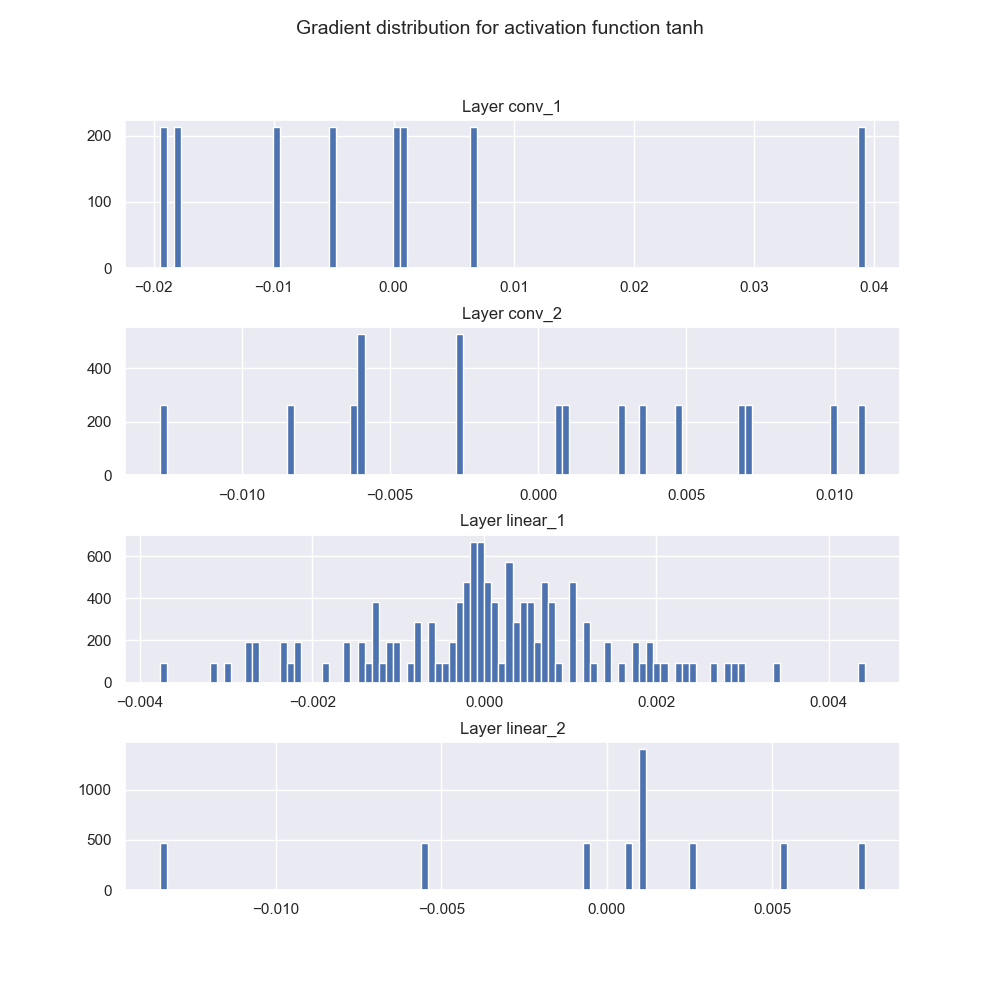 Gradient distribution for activation function tanh
Layer conv_1
200
100
0
−0.02 −0.01 0.00 0.01 0.02 0.03 0.04
Layer conv_2
400
200
0
−0.010 −0.005 0.000 0.005 0.010
Layer linear_1
600
400
200
0
−0.004 −0.002 0.000 0.002 0.004
Layer linear_2
1000
500
0
−0.010 −0.005 0.000 0.005